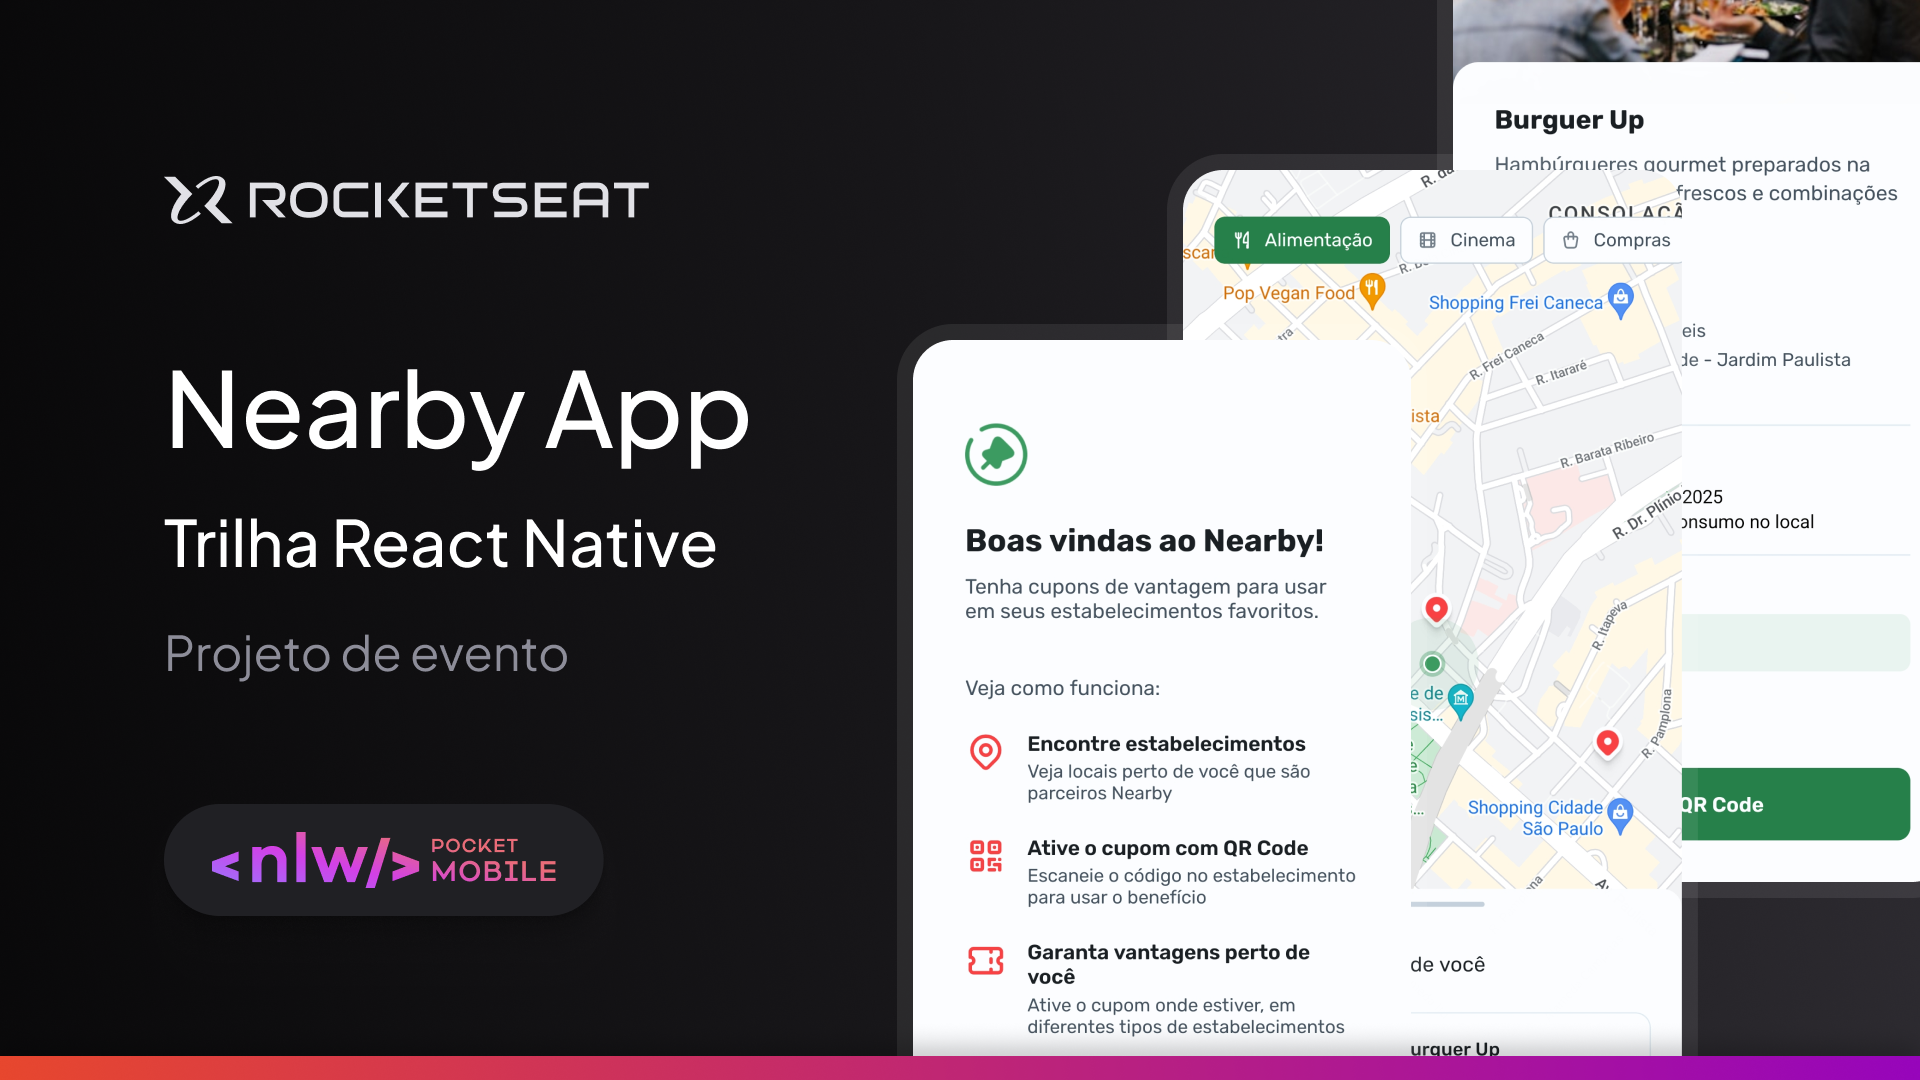 ROCKETSEAT
Nearby App
Trilha React Native
Projeto de evento
<nlw/> POCKET
MOBILE
Boas vindas ao Nearby!
Tenha cupons de vantagem para usar
em seus estabelecimentos favoritos.
Veja como funciona:
Encontre estabelecimentos
Veja locais perto de você que são
parceiros Nearby
Ative o cupom com QR Code
Escaneie o código no estabelecimento
para usar o benefício
Garanta vantagens perto de
você
Ative o cupom onde estiver, em
diferentes tipos de estabelecimentos
R. da
CONSOLAÇÃ
Alimentação
Cinema
Compras
Pop Vegan Food
Shopping Frei Caneca
R. Frei Caneca
R. Itararé
ista
R. Barata Ribeiro
R. Dr. Plínio
R. Itapeva
e de
sis...
R. Pamplona
Shopping Cidade
São Paulo
de você
urguer Up
Burguer Up
Hambúrgueres gourmet preparados na
frescos e combinações
eis
de - Jardim Paulista
2025
onsumo no local
QR Code